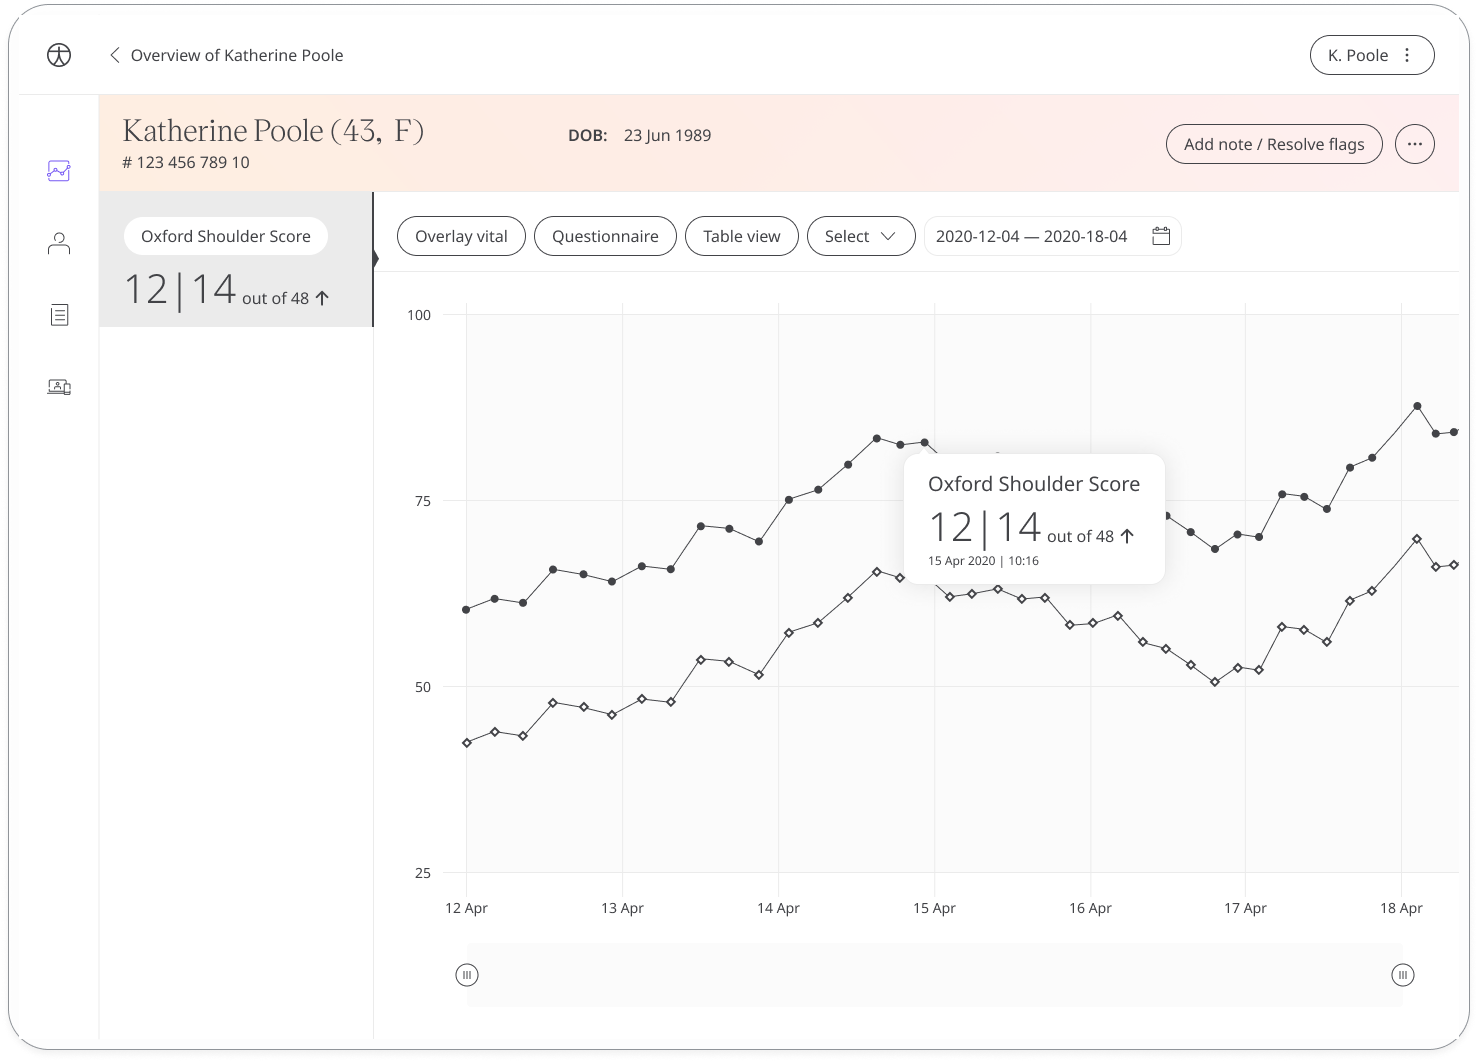 Overview of Katherine Poole
K. Poole
Katherine Poole (43, F)
# 123 456 789 10
DOB: 23 Jun 1989
Add note / Resolve flags
Oxford Shoulder Score
12|14 out of 48 ↑
Overlay vital
Questionnaire
Table view
Select
2020-12-04 — 2020-18-04
100
75
50
25
Oxford Shoulder Score
12|14 out of 48 ↑
15 Apr 2020 | 10:16
12 Apr
13 Apr
14 Apr
15 Apr
16 Apr
17 Apr
18 Apr